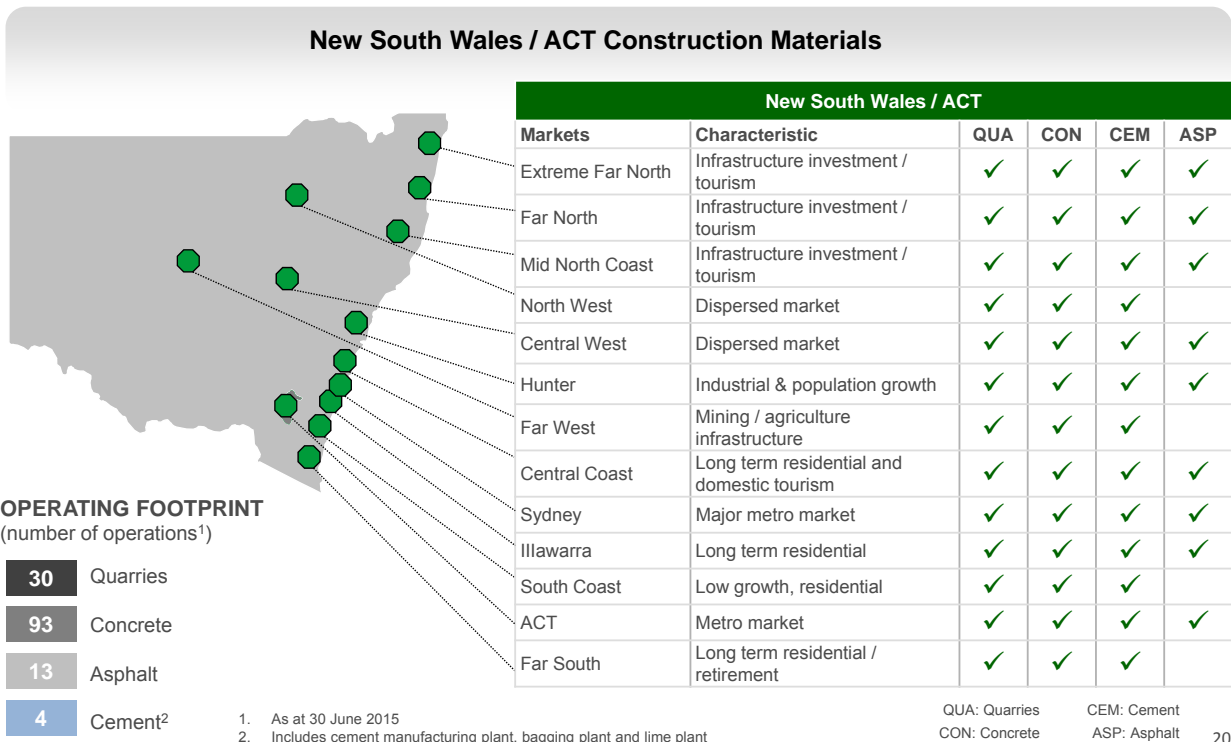 New South Wales / ACT Construction Materials
New South Wales / ACT
Markets Characteristic QUA CON CEM ASP
Extreme Far North Infrastructure investment /
tourism ✓ ✓ ✓ ✓
Far North Infrastructure investment /
tourism ✓ ✓ ✓ ✓
Mid North Coast Infrastructure investment /
tourism ✓ ✓ ✓ ✓
North West Dispersed market ✓ ✓ ✓
Central West Dispersed market ✓ ✓ ✓ ✓
Hunter Industrial & population growth ✓ ✓ ✓ ✓
Far West Mining / agriculture
infrastructure ✓ ✓ ✓
Central Coast Long term residential and
domestic tourism ✓ ✓ ✓ ✓
Sydney Major metro market ✓ ✓ ✓ ✓
Illawarra Long term residential ✓ ✓ ✓ ✓
South Coast Low growth, residential ✓ ✓ ✓
ACT Metro market ✓ ✓ ✓ ✓
Far South Long term residential /
retirement ✓ ✓ ✓
OPERATING FOOTPRINT
(number of operations¹)
30 Quarries
93 Concrete
13 Asphalt
4 Cement²
1. As at 30 June 2015
2. Includes cement manufacturing plant, bagging plant and lime plant
QUA: Quarries CEM: Cement
CON: Concrete ASP: Asphalt
20